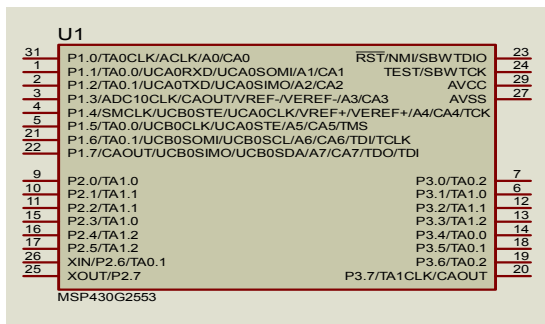 U1
31 P1.0/TA0CLK/ACLK/A0/CA0 RST/NMI/SBWTDIO 23
1 P1.1/TA0.0/UCA0RXD/UCA0SOMI/A1/CA1 TEST/SBWTCK 24
2 P1.2/TA0.1/UCA0TXD/UCA0SIMO/A2/CA2 AVCC 29
3 P1.3/ADC10CLK/CAOUT/VREF-/VEREF-/A3/CA3 AVSS 27
4 P1.4/SMCLK/UCB0STE/UCA0CLK/VREF+/VEREF+/A4/CA4/TCK
5 P1.5/TA0.0/UCB0CLK/UCA0STE/A5/CA5/TMS
21 P1.6/TA0.1/UCB0SOMI/UCB0SCL/A6/CA6/TDI/TCLK
22 P1.7/CAOUT/UCB0SIMO/UCB0SDA/A7/CA7/TDO/TDI
9 P2.0/TA1.0 P3.0/TA0.2 7
10 P2.1/TA1.1 P3.1/TA1.0 6
11 P2.2/TA1.1 P3.2/TA1.1 12
15 P2.3/TA1.0 P3.3/TA1.2 13
16 P2.4/TA1.2 P3.4/TA0.0 14
17 P2.5/TA1.2 P3.5/TA0.1 18
26 XIN/P2.6/TA0.1 P3.6/TA0.2 19
25 XOUT/P2.7 P3.7/TA1CLK/CAOUT 20
MSP430G2553